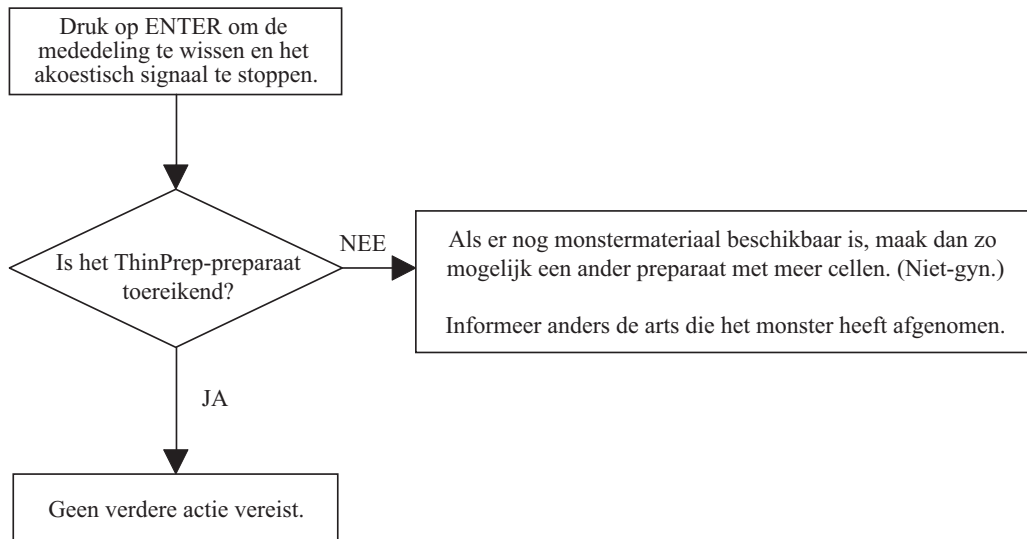 Druk op ENTER om de
mededeling te wissen en het
akoestisch signaal te stoppen.
Is het ThinPrep-preparaat
toereikend?
NEE
Als er nog monstermateriaal beschikbaar is, maak dan zo
mogelijk een ander preparaat met meer cellen. (Niet-gyn.)
Informeer anders de arts die het monster heeft afgenomen.
JA
Geen verdere actie vereist.